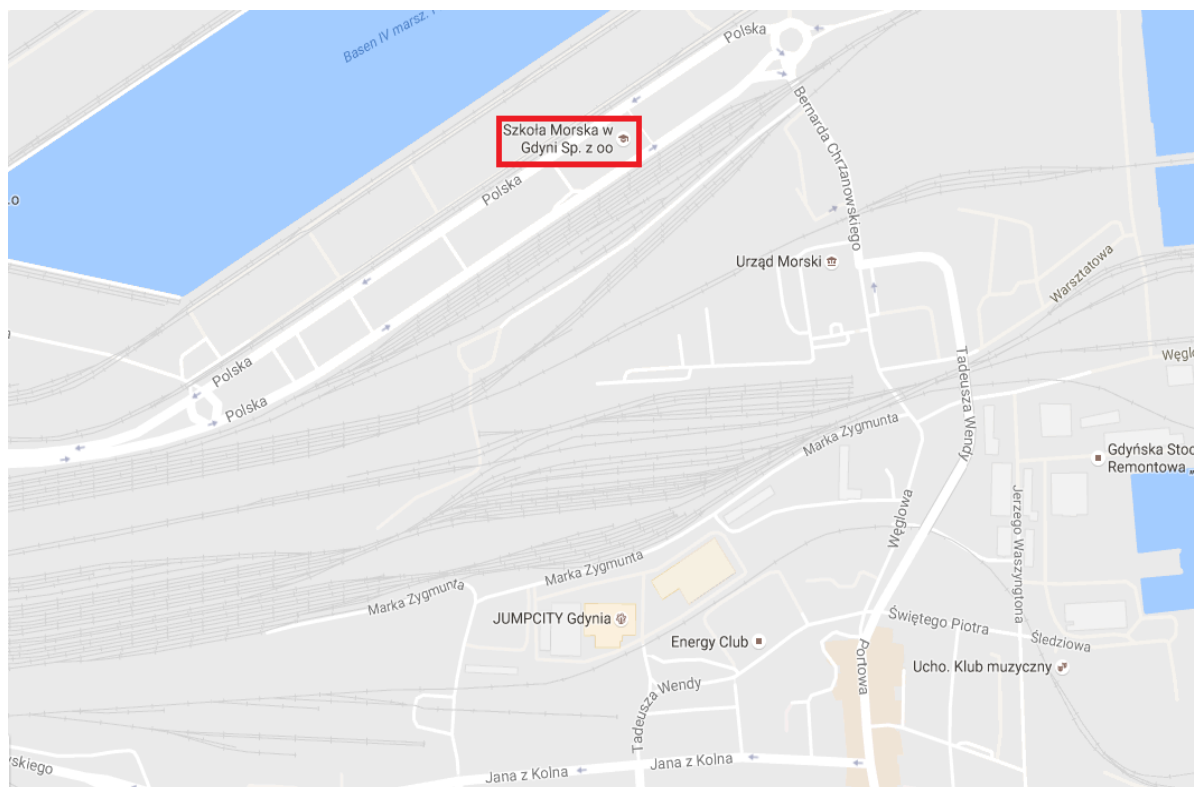 Basen IV marsz.
Polska
Szkoła Morska w
Gdyni Sp. z oo
Bernarda Chrzanowskiego
Polska
.o
Urząd Morski
Warsztatowa
Polska
Polska
Tadeusza Wendy
Marka Zygmunta
Gdyńska Stoc
Remontowa
Węglowa
Jerzego Waszyngtona
Marka Zygmunta
Marka Zygmunta
JUMPCITY Gdynia
Energy Club
Świętego Piotra
Śledziowa
Portowa
Ucho. Klub muzyczny
Tadeusza Wendy
Jana z Kolna
Jana z Kolna
wskiego